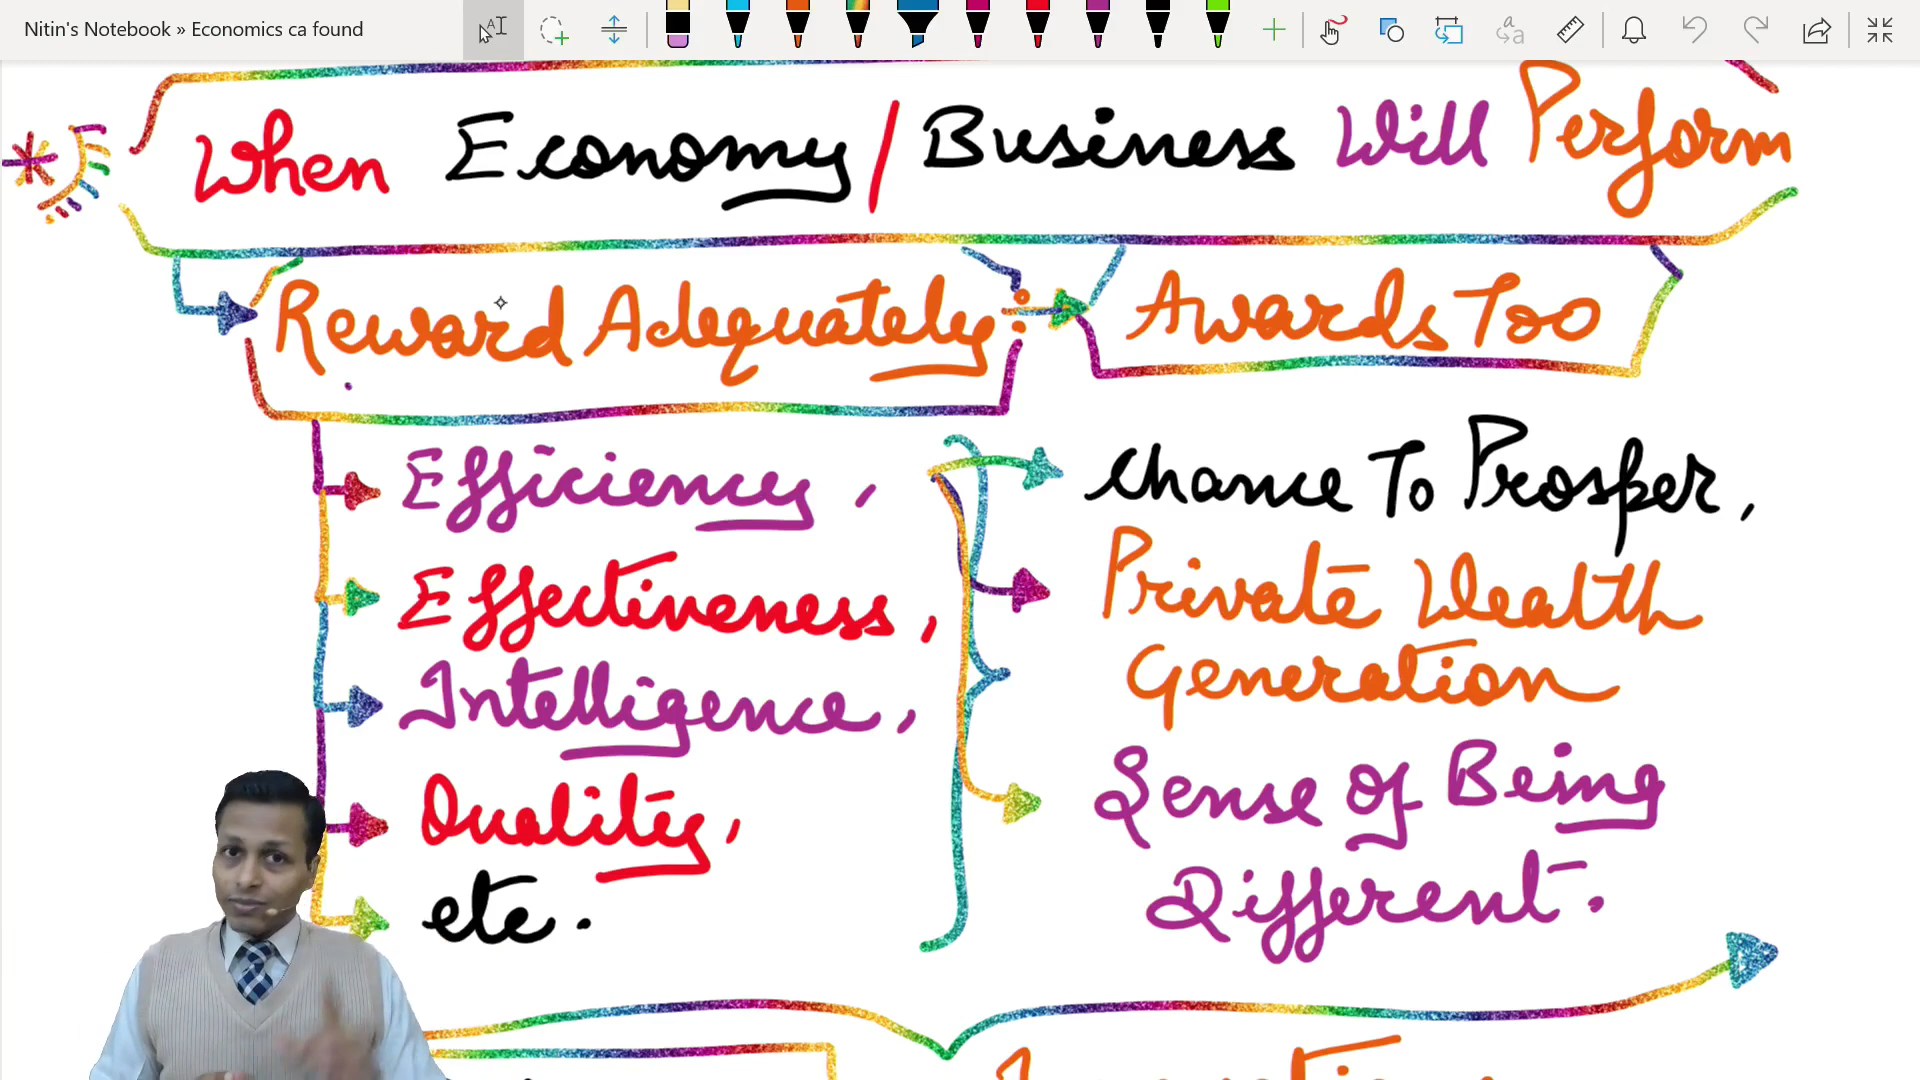 Nitin's Notebook » Economics ca found
When Economy / Business Will Perform
Reward Adequately :
Awards Too
Efficiency ,
Effectiveness ,
Intelligence ,
Quality ,
etc .
Chance To Prosper ,
Private Wealth
Generation
Sense of Being
Different .